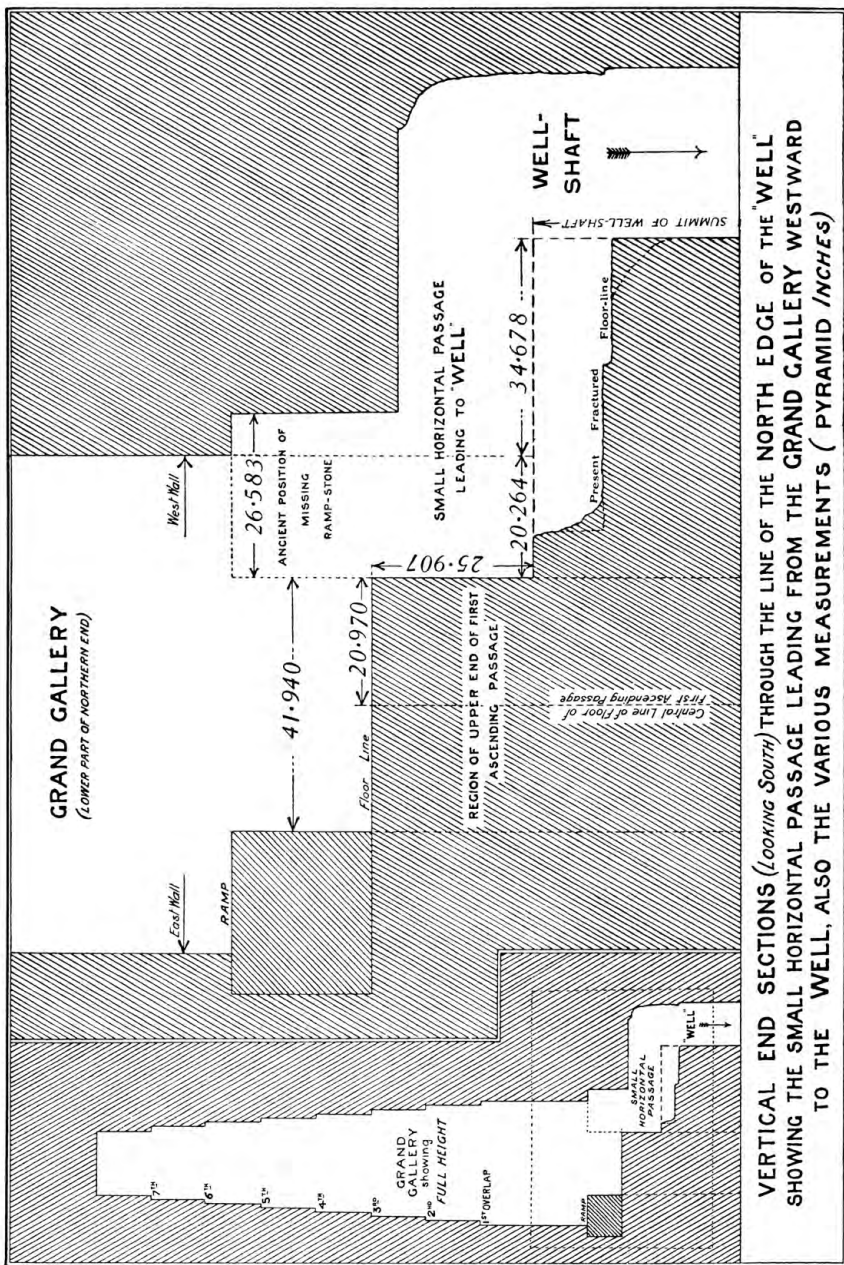 GRAND GALLERY
(LOWER PART OF NORTHERN END)
East Wall
West Wall
RAMP
41·940
26·583
ANCIENT POSITION OF
MISSING
RAMP-STONE
Floor Line
20·970
25·907
SMALL HORIZONTAL PASSAGE
LEADING TO "WELL"
20·264
34·678
WELL-
SHAFT
SUMMIT OF WELL-SHAFT
Present Fractured Floor-line
REGION OF UPPER END OF FIRST
ASCENDING PASSAGE
Central Line of Floor of
First Ascending Passage
7TH
6TH
5TH
4TH
3RD
2ND
1ST OVERLAP
GRAND
GALLERY
showing
FULL HEIGHT
RAMP
SMALL
HORIZONTAL
PASSAGE
"WELL"
VERTICAL END SECTIONS (LOOKING SOUTH) THROUGH THE LINE OF THE NORTH EDGE OF THE "WELL"
SHOWING THE SMALL HORIZONTAL PASSAGE LEADING FROM THE GRAND GALLERY WESTWARD
TO THE WELL, ALSO THE VARIOUS MEASUREMENTS (PYRAMID INCHES)